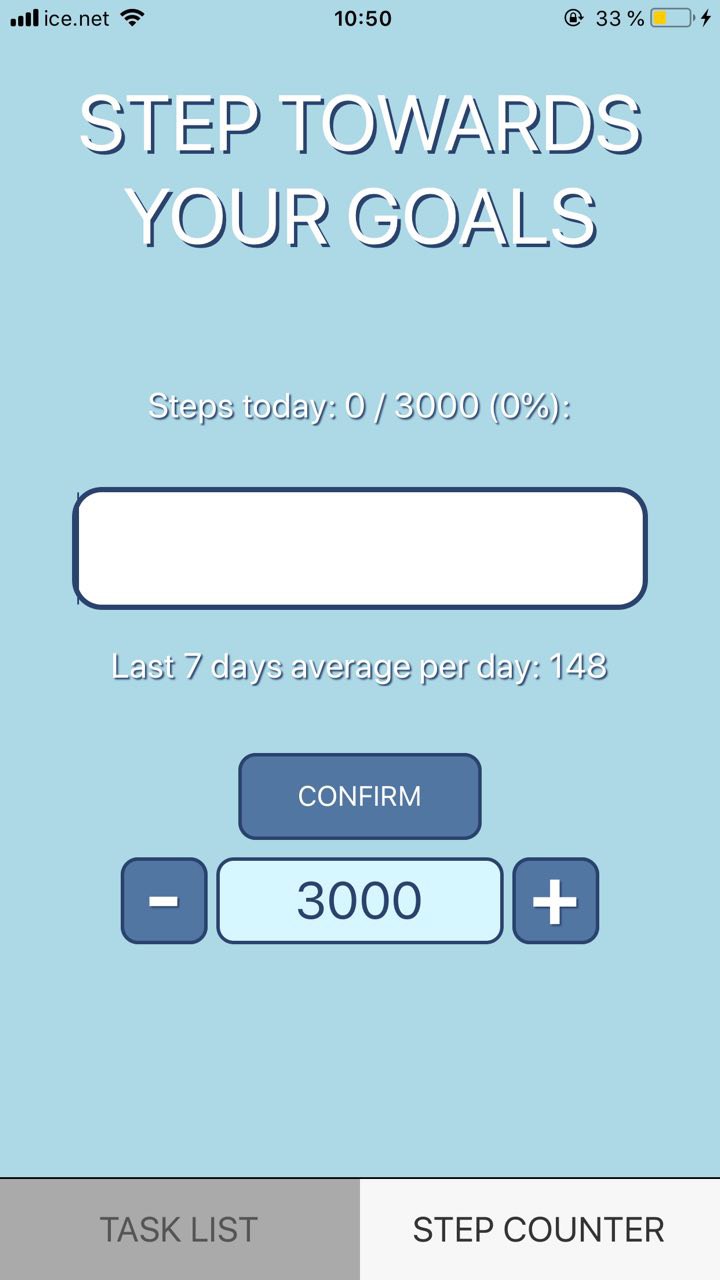 ice.net 10:50 33 %
STEP TOWARDS
YOUR GOALS
Steps today: 0 / 3000 (0%):
Last 7 days average per day: 148
CONFIRM
- 3000 +
TASK LIST STEP COUNTER